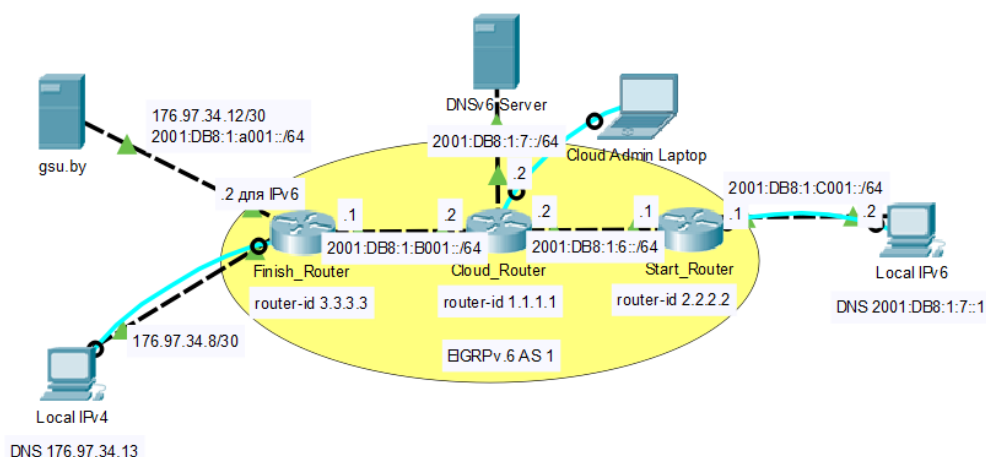 DNSv6 Server
Cloud Admin Laptop
gsu.by
176.97.34.12/30
2001:DB8:1:a001::/64
2001:DB8:1:7::/64
.2
.2 для IPv6
.1
.2
.2
.1
.1
2001:DB8:1:C001::/64
.2
2001:DB8:1:B001::/64
2001:DB8:1:6::/64
Finish_Router
Cloud_Router
Start_Router
Local IPv6
router-id 3.3.3.3
router-id 1.1.1.1
router-id 2.2.2.2
DNS 2001:DB8:1:7::1
176.97.34.8/30
EIGRPv.6 AS 1
Local IPv4
DNS 176.97.34.13